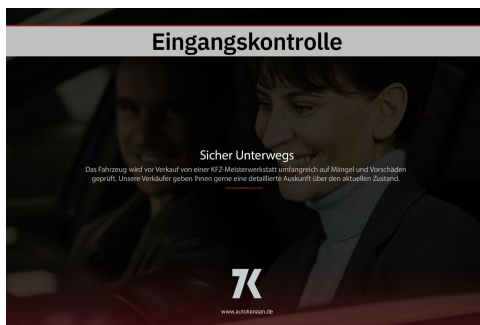 Eingangskontrolle
Sicher Unterwegs
Das Fahrzeug wird vor Verkauf von einer KFZ-Meisterwerkstatt umfangreich auf Mängel und Vorschäden
geprüft. Unsere Verkäufer geben Ihnen gerne eine detaillierte Auskunft über den aktuellen Zustand.
7K
www.autokanaan.de